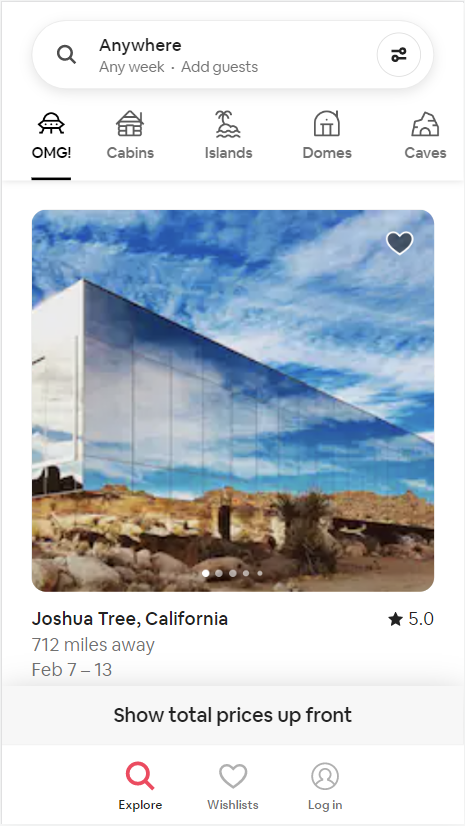 Anywhere
Any week · Add guests
OMG!
Cabins
Islands
Domes
Caves
Joshua Tree, California
5.0
712 miles away
Feb 7 – 13
Show total prices up front
Explore
Wishlists
Log in